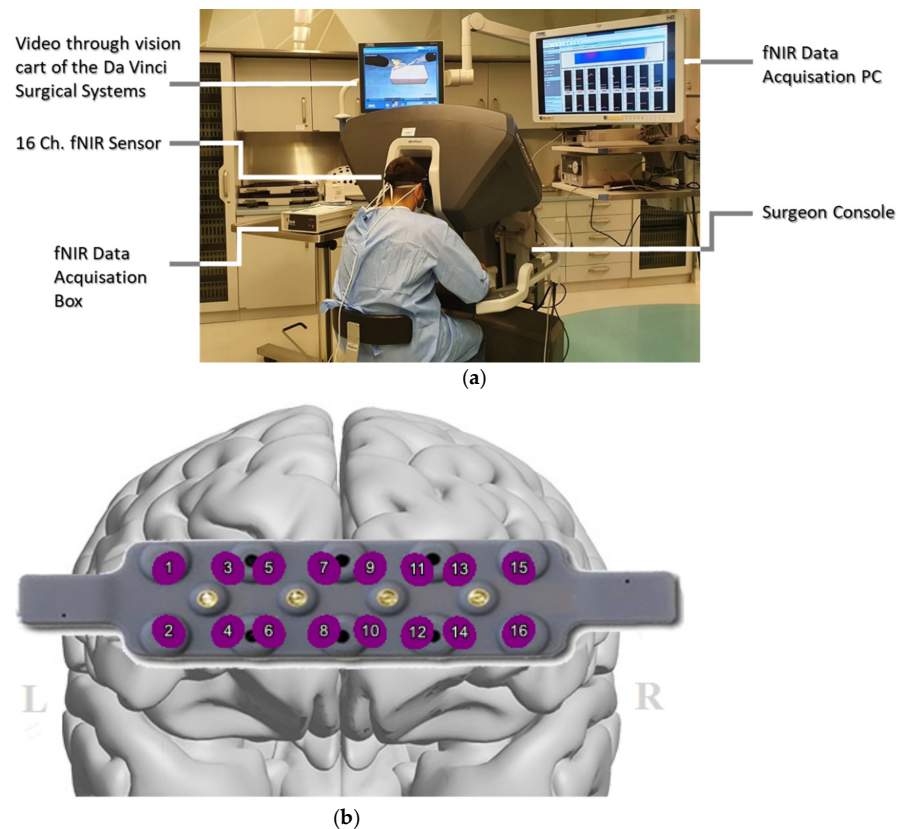 Video through vision
cart of the Da Vinci
Surgical Systems
fNIR Data
Acquisation PC
16 Ch. fNIR Sensor
Surgeon Console
fNIR Data
Acquisation
Box
(a)
1 3 5 7 9 11 13 15
2 4 6 8 10 12 14 16
L R
(b)